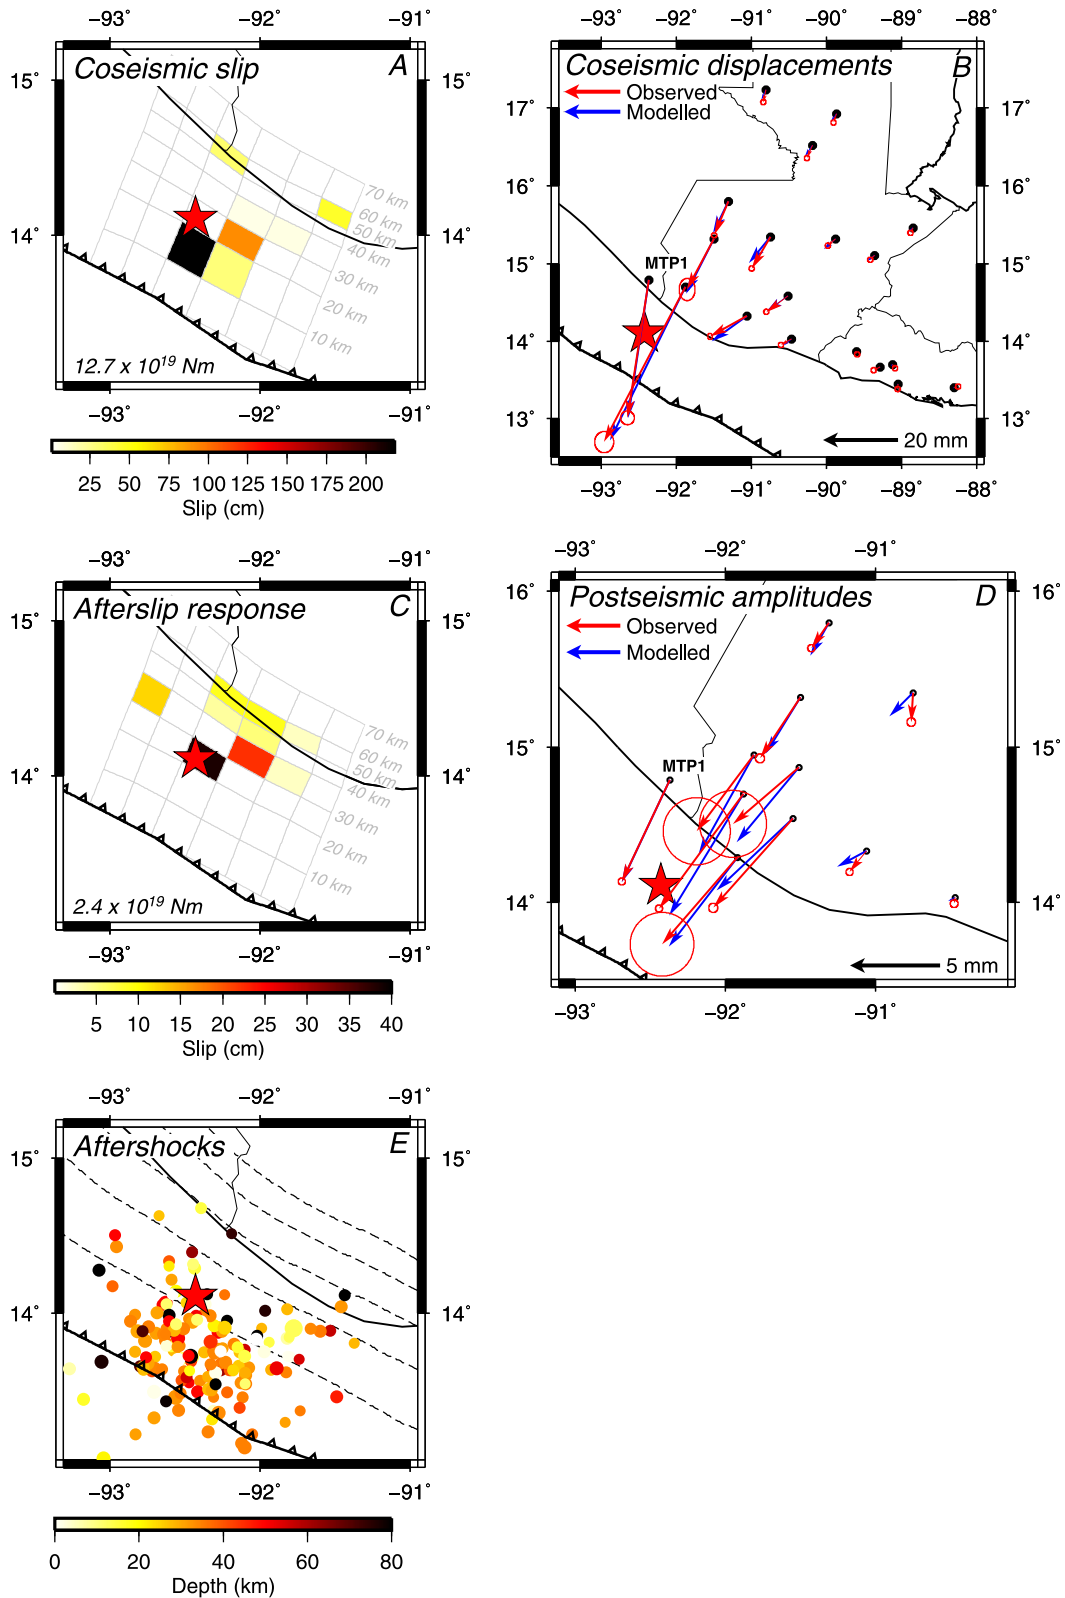 −93˚ −92˚ −91˚
Coseismic slip A
15˚ 15˚
14˚ 14˚
70 km
60 km
50 km
40 km
30 km
20 km
10 km
12.7 x 10¹⁹ Nm
−93˚ −92˚ −91˚
25 50 75 100 125 150 175 200
Slip (cm)
−93˚ −92˚ −91˚ −90˚ −89˚ −88˚
Coseismic displacements B
Observed
Modelled
17˚ 17˚
16˚ 16˚
15˚ 15˚
14˚ 14˚
13˚ 13˚
MTP1
20 mm
−93˚ −92˚ −91˚ −90˚ −89˚ −88˚
−93˚ −92˚ −91˚
Afterslip response C
15˚ 15˚
14˚ 14˚
70 km
60 km
50 km
40 km
30 km
20 km
10 km
2.4 x 10¹⁹ Nm
−93˚ −92˚ −91˚
5 10 15 20 25 30 35 40
Slip (cm)
−93˚ −92˚ −91˚
Postseismic amplitudes D
Observed
Modelled
16˚ 16˚
15˚ 15˚
14˚ 14˚
MTP1
5 mm
−93˚ −92˚ −91˚
−93˚ −92˚ −91˚
Aftershocks E
15˚ 15˚
14˚ 14˚
−93˚ −92˚ −91˚
0 20 40 60 80
Depth (km)